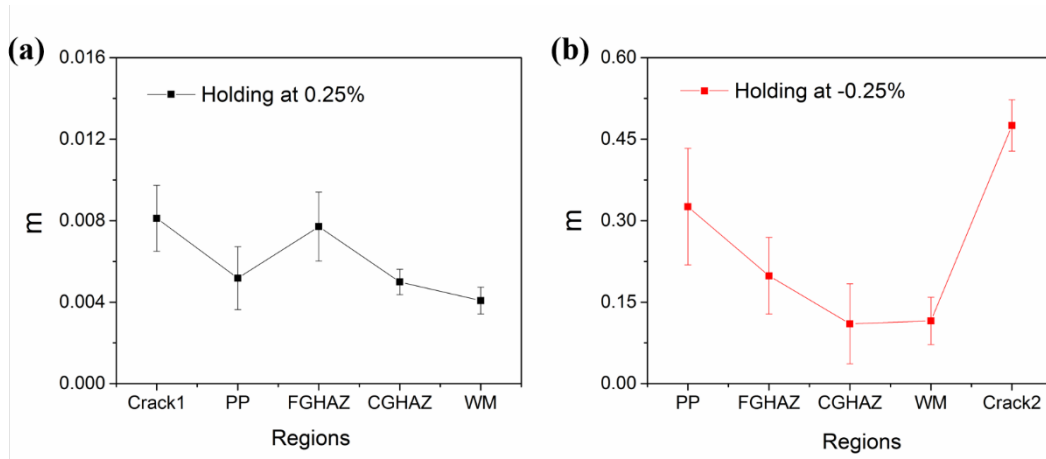 (a)
0.016
0.012
0.008
0.004
0.000
m
Holding at 0.25%
Crack1 PP FGHAZ CGHAZ WM
Regions
(b)
0.60
0.45
0.30
0.15
0.00
m
Holding at -0.25%
PP FGHAZ CGHAZ WM Crack2
Regions